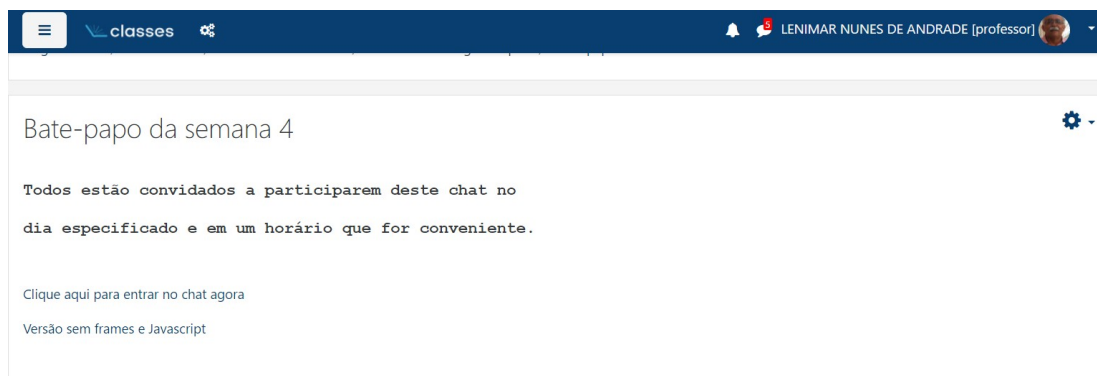 classes
5
LENIMAR NUNES DE ANDRADE [professor]
Bate-papo da semana 4
Todos estão convidados a participarem deste chat no
dia especificado e em um horário que for conveniente.
Clique aqui para entrar no chat agora
Versão sem frames e Javascript